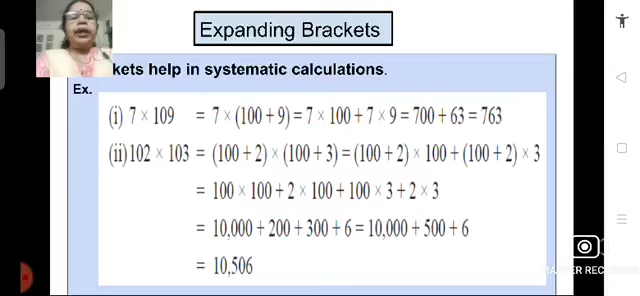 Expanding Brackets
kets help in systematic calculations.
Ex.
(i) 7 × 109 = 7 × (100 + 9) = 7 × 100 + 7 × 9 = 700 + 63 = 763
(ii) 102 × 103 = (100 + 2) × (100 + 3) = (100 + 2) × 100 + (100 + 2) × 3
= 100 × 100 + 2 × 100 + 100 × 3 + 2 × 3
= 10,000 + 200 + 300 + 6 = 10,000 + 500 + 6
= 10,506